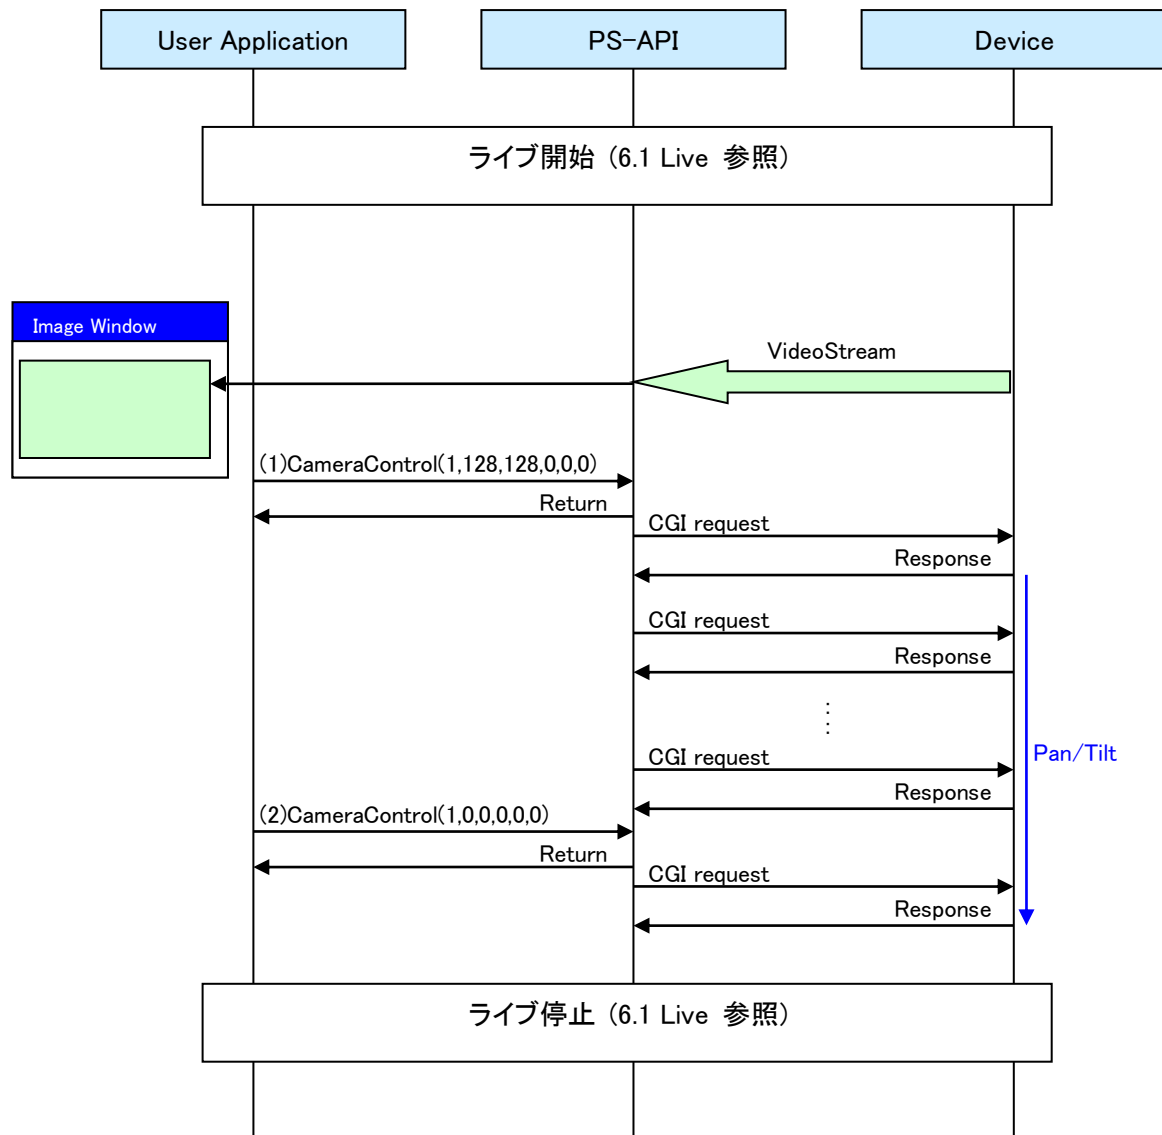 User Application
PS-API
Device
ライブ開始 (6.1 Live 参照)
Image Window
VideoStream
(1)CameraControl(1,128,128,0,0,0)
Return
CGI request
Response
CGI request
Response
Pan/Tilt
CGI request
Response
(2)CameraControl(1,0,0,0,0,0)
Return
CGI request
Response
ライブ停止 (6.1 Live 参照)